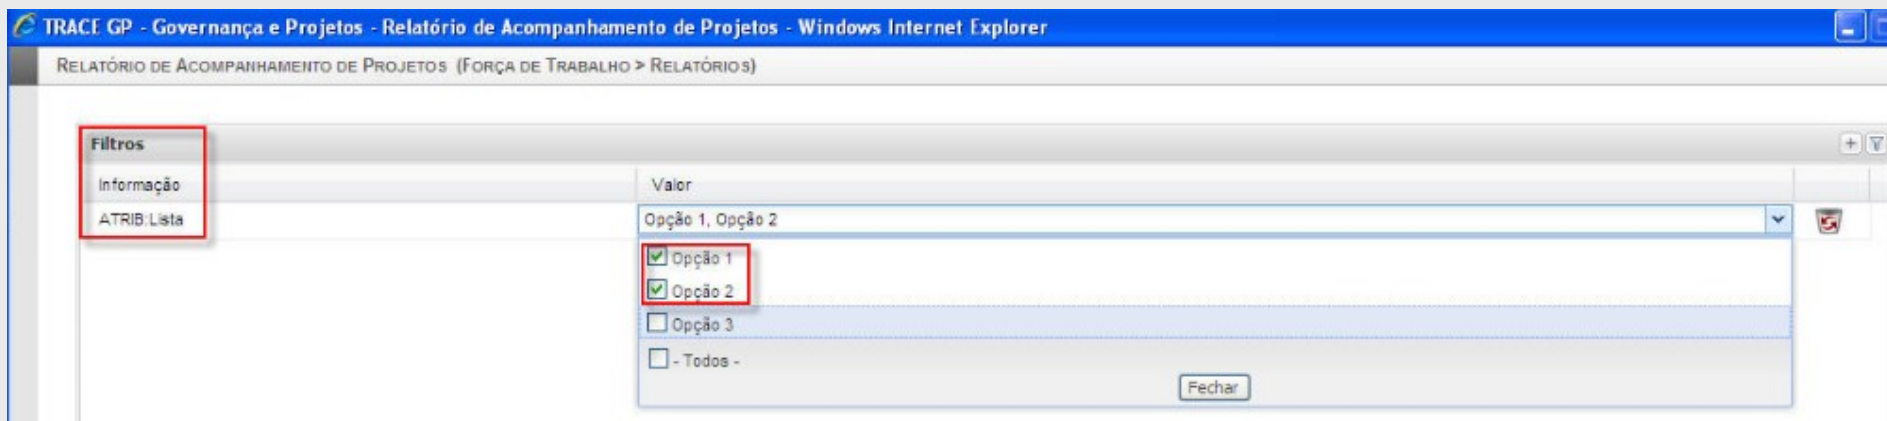 TRACE GP - Governança e Projetos - Relatório de Acompanhamento de Projetos - Windows Internet Explorer
RELATÓRIO DE ACOMPANHAMENTO DE PROJETOS (FORÇA DE TRABALHO > RELATÓRIOS)
Filtros
Informação Valor
ATRIB:Lista Opção 1, Opção 2
Opção 1
Opção 2
Opção 3
- Todos -
Fechar